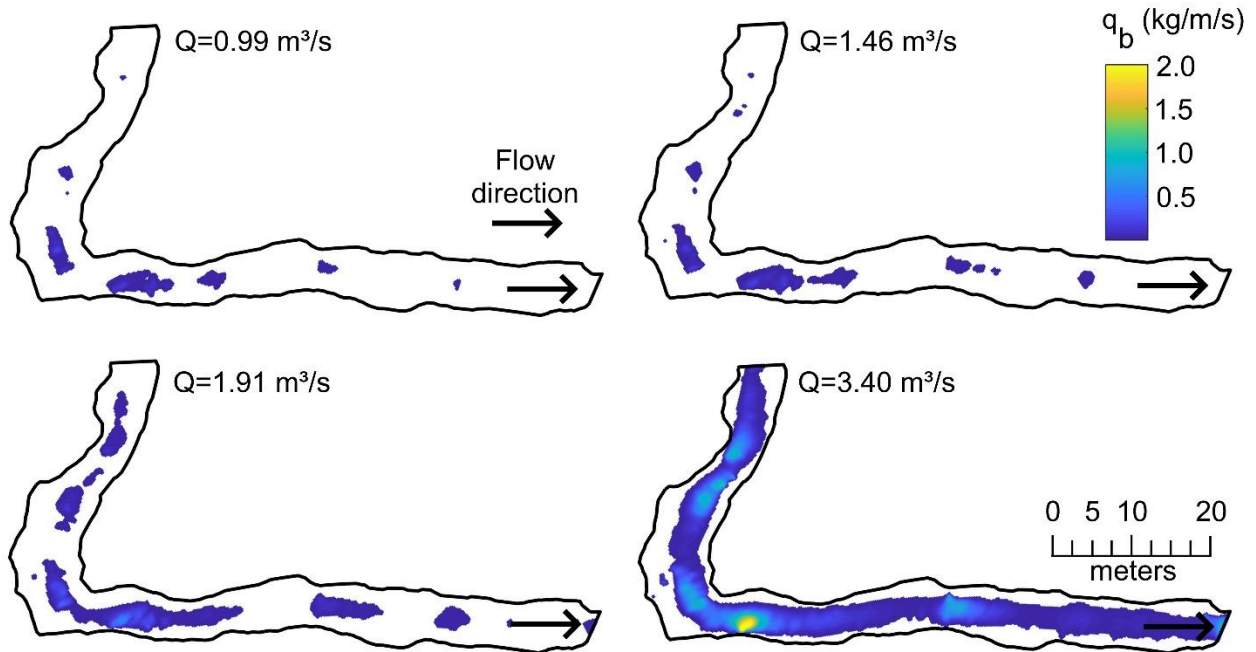 Q=0.99 m³/s
Q=1.46 m³/s
q_b (kg/m/s)
2.0
1.5
1.0
0.5
Flow
direction
Q=1.91 m³/s
Q=3.40 m³/s
0 5 10 20
meters